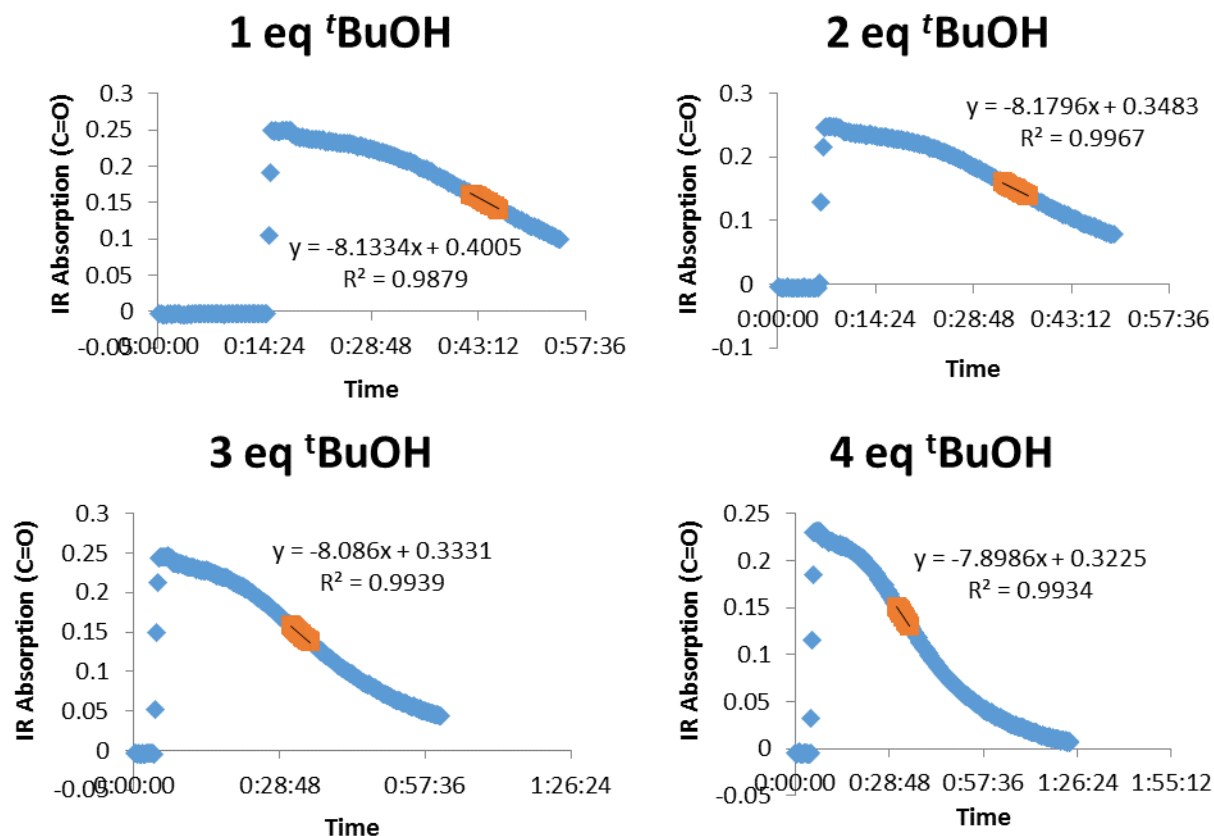 1 eq ᵗBuOH
IR Absorption (C=O)
0.3
0.25
0.2
0.15
0.1
0.05
0
-0.05
y = -8.1334x + 0.4005
R² = 0.9879
0:00:00 0:14:24 0:28:48 0:43:12 0:57:36
Time
2 eq ᵗBuOH
IR Absorption (C=O)
0.3
0.2
0.1
0
-0.1
y = -8.1796x + 0.3483
R² = 0.9967
0:00:00 0:14:24 0:28:48 0:43:12 0:57:36
Time
3 eq ᵗBuOH
IR Absorption (C=O)
0.3
0.25
0.2
0.15
0.1
0.05
0
-0.05
y = -8.086x + 0.3331
R² = 0.9939
0:00:00 0:28:48 0:57:36 1:26:24
Time
4 eq ᵗBuOH
IR Absorption (C=O)
0.25
0.2
0.15
0.1
0.05
0
-0.05
y = -7.8986x + 0.3225
R² = 0.9934
0:00:00 0:28:48 0:57:36 1:26:24 1:55:12
Time